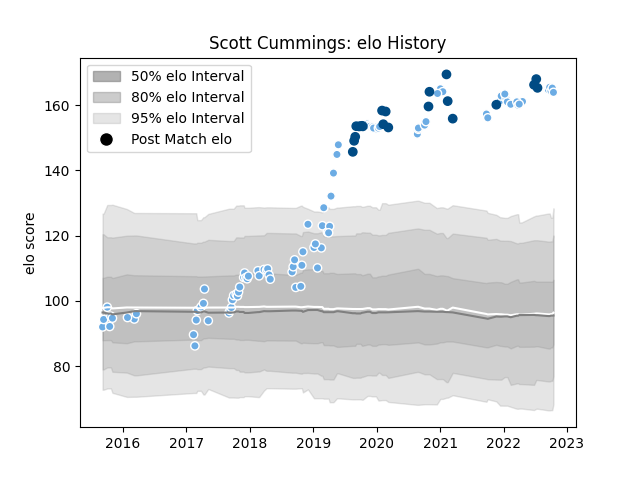 Scott Cummings: elo History
50% elo Interval
80% elo Interval
95% elo Interval
Post Match elo
elo score
160
140
120
100
80
2016 2017 2018 2019 2020 2021 2022 2023